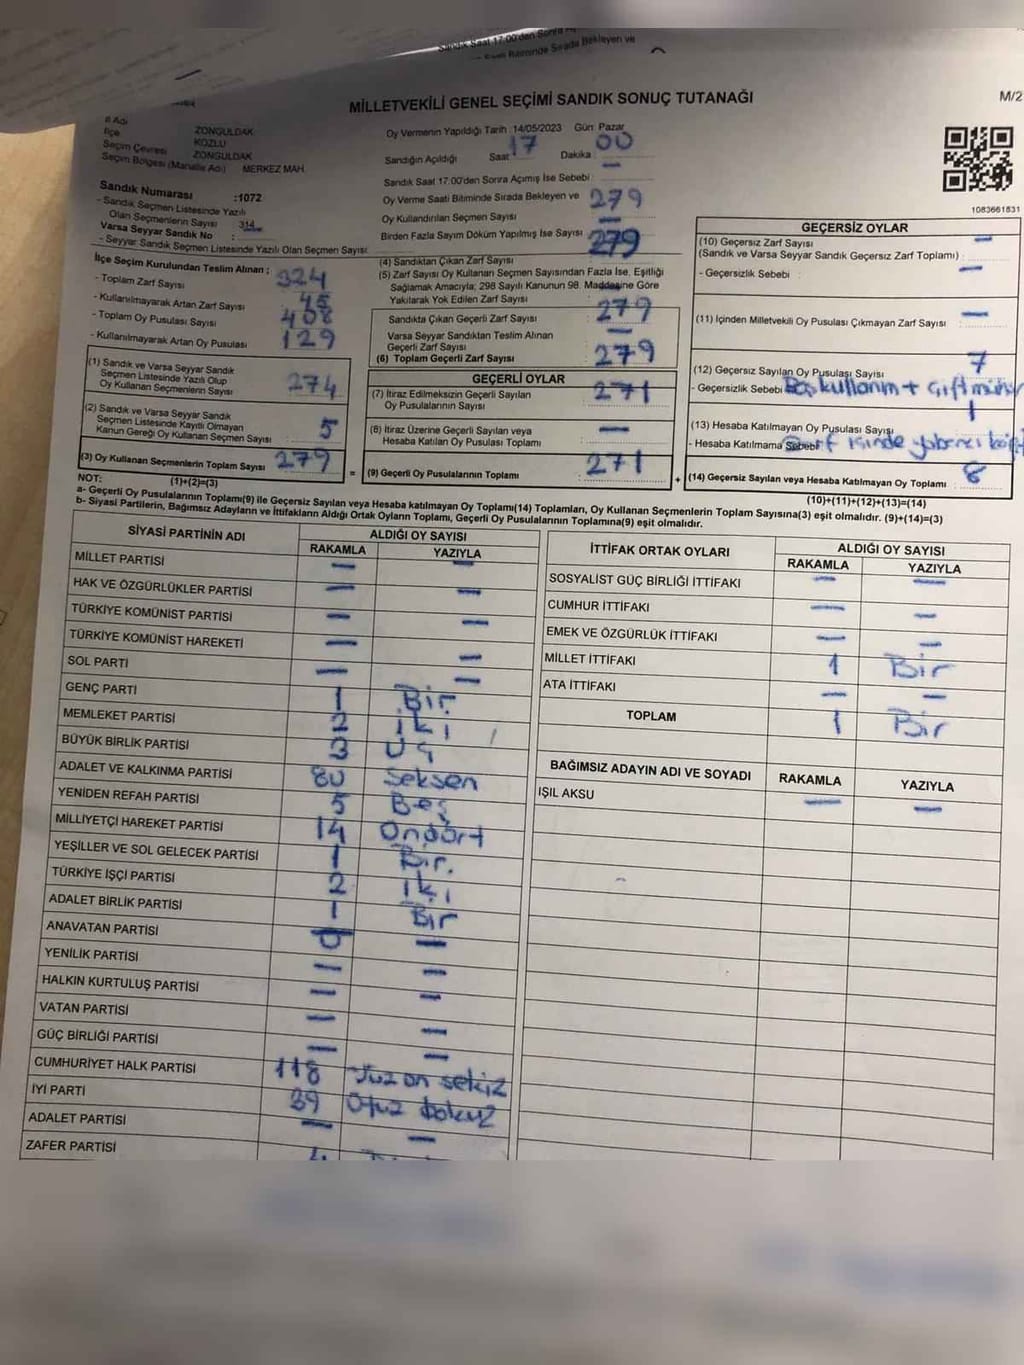 Sandık Saat 17:00'den Sonra
Bitiminde Sırada Bekleyen ve
MİLLETVEKİLİ GENEL SEÇİMİ SANDIK SONUÇ TUTANAĞI
M/2
İl Adı ZONGULDAK
İlçe KOZLU
Seçim Çevresi ZONGULDAK
Seçim Bölgesi (Mahalle Adı) MERKEZ MAH.
Sandık Numarası :1072
- Sandık Seçmen Listesinde Yazılı
Olan Seçmenlerin Sayısı : 314
Varsa Seyyar Sandık No :
- Seyyar Sandık Seçmen Listesinde Yazılı Olan Seçmen Sayısı:
Oy Vermenin Yapıldığı Tarih :14/05/2023 Gün: Pazar
Sandığın Açıldığı Saat 17 Dakika : 00
Sandık Saat 17:00'den Sonra Açımış İse Sebebi : —
Oy Verme Saati Bitiminde Sırada Bekleyen ve
Oy Kullandırılan Seçmen Sayısı 279
Birden Fazla Sayım Döküm Yapılmış İse Sayısı —
1083661831
İlçe Seçim Kurulundan Teslim Alınan :
- Toplam Zarf Sayısı 324
- Kullanılmayarak Artan Zarf Sayısı 45
- Toplam Oy Pusulası Sayısı 408
- Kullanılmayarak Artan Oy Pusulası 129
(1) Sandık ve Varsa Seyyar Sandık
Seçmen Listesinde Yazılı Olup
Oy Kullanan Seçmenlerin Sayısı 274
(2) Sandık ve Varsa Seyyar Sandık
Seçmen Listesinde Kayıtlı Olmayan
Kanun Gereği Oy Kullanan Seçmen Sayısı 5
(3) Oy Kullanan Seçmenlerin Toplam Sayısı 279
(1)+(2)=(3)
(4) Sandıktan Çıkan Zarf Sayısı 279
(5) Zarf Sayısı Oy Kullanan Seçmen Sayısından Fazla İse, Eşitliği
Sağlamak Amacıyla; 298 Sayılı Kanunun 98. Maddesine Göre
Yakılarak Yok Edilen Zarf Sayısı —
Sandıkta Çıkan Geçerli Zarf Sayısı 279
Varsa Seyyar Sandıktan Teslim Alınan
Geçerli Zarf Sayısı —
(6) Toplam Geçerli Zarf Sayısı 279
GEÇERLİ OYLAR
(7) İtiraz Edilmeksizin Geçerli Sayılan
Oy Pusulalarının Sayısı 271
(8) İtiraz Üzerine Geçerli Sayılan veya
Hesaba Katılan Oy Pusulası Toplamı —
= (9) Geçerli Oy Pusulalarının Toplamı 271
GEÇERSİZ OYLAR
(10) Geçersiz Zarf Sayısı —
(Sandık ve Varsa Seyyar Sandık Geçersiz Zarf Toplamı) :
- Geçersizlik Sebebi : —
(11) İçinden Milletvekili Oy Pusulası Çıkmayan Zarf Sayısı —
(12) Geçersiz Sayılan Oy Pusulası Sayısı 7
- Geçersizlik Sebebi Boş kullanım + çift mühür
(13) Hesaba Katılmayan Oy Pusulası Sayısı 1
- Hesaba Katılmama Sebebi Zarf içinde yabancı
+ (14) Geçersiz Sayılan veya Hesaba Katılmayan Oy Toplamı 8
(10)+(11)+(12)+(13)=(14)
NOT:
a- Geçerli Oy Pusulalarının Toplamı(9) ile Geçersiz Sayılan veya Hesaba katılmayan Oy Toplamı(14) Toplamları, Oy Kullanan Seçmenlerin Toplam Sayısına(3) eşit olmalıdır. (9)+(14)=(3)
b- Siyasi Partilerin, Bağımsız Adayların ve İttifakların Aldığı Ortak Oyların Toplamı, Geçerli Oy Pusulalarının Toplamına(9) eşit olmalıdır.
SİYASİ PARTİNİN ADI ALDIĞI OY SAYISI
RAKAMLA YAZIYLA
MİLLET PARTİSİ — —
HAK VE ÖZGÜRLÜKLER PARTİSİ — —
TÜRKİYE KOMÜNİST PARTİSİ — —
TÜRKİYE KOMÜNİST HAREKETİ — —
SOL PARTİ — —
GENÇ PARTİ 1 Bir
MEMLEKET PARTİSİ 2 iki
BÜYÜK BİRLİK PARTİSİ 3 Üç
ADALET VE KALKINMA PARTİSİ 80 Seksen
YENİDEN REFAH PARTİSİ 5 Beş
MİLLİYETÇİ HAREKET PARTİSİ 14 Ondört
YEŞİLLER VE SOL GELECEK PARTİSİ 1 Bir.
TÜRKİYE İŞÇİ PARTİSİ 2 iki
ADALET BİRLİK PARTİSİ 1 Bir
ANAVATAN PARTİSİ 0 —
YENİLİK PARTİSİ — —
HALKIN KURTULUŞ PARTİSİ — —
VATAN PARTİSİ — —
GÜÇ BİRLİĞİ PARTİSİ — —
CUMHURİYET HALK PARTİSİ 118 Yüz on sekiz
İYİ PARTİ 39 Otuz dokuz
ADALET PARTİSİ — —
ZAFER PARTİSİ
İTTİFAK ORTAK OYLARI ALDIĞI OY SAYISI
RAKAMLA YAZIYLA
SOSYALİST GÜÇ BİRLİĞİ İTTİFAKI — —
CUMHUR İTTİFAKI — —
EMEK VE ÖZGÜRLÜK İTTİFAKI — —
MİLLET İTTİFAKI 1 Bir
ATA İTTİFAKI — —
TOPLAM 1 Bir
BAĞIMSIZ ADAYIN ADI VE SOYADI RAKAMLA YAZIYLA
IŞIL AKSU — —